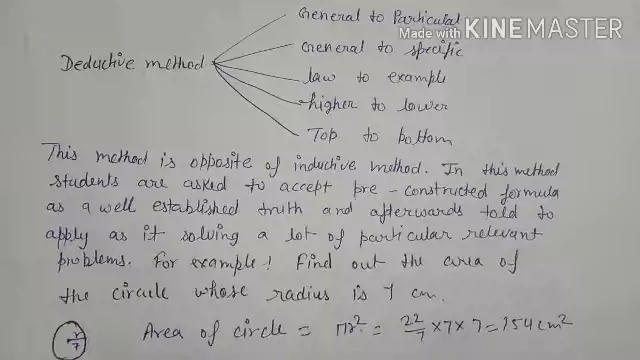 General to Particular
Made with KINEMASTER
General to specific
Deductive method
law to example
higher to lower
Top to bottom
This method is opposite of inductive method. In this method
students are asked to accept pre - constructed formula
as a well established truth and afterwards told to
apply as it solving a lot of particular relevant
problems. For example! Find out the area of
the circule whose radius is 7 cm.
r/7 Area of circle = πr² = 22/7 ×7×7 = 154 cm²